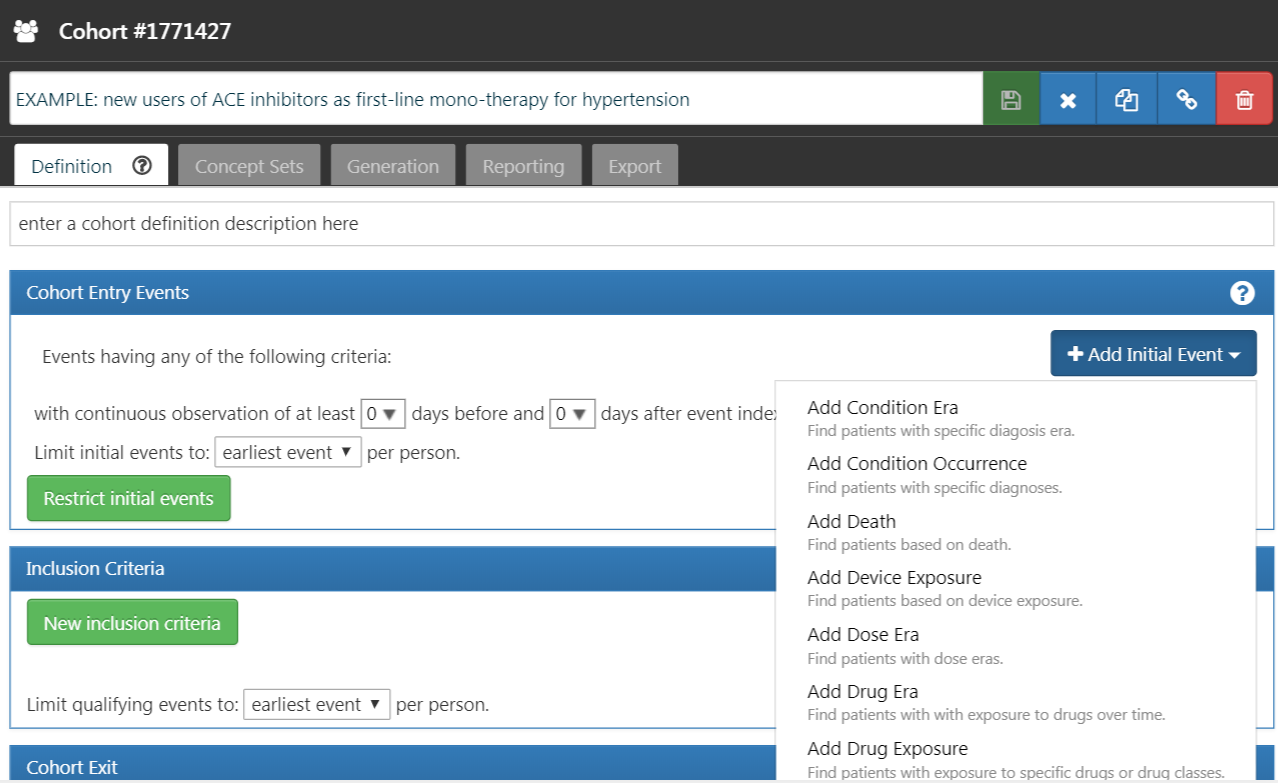 Cohort #1771427
EXAMPLE: new users of ACE inhibitors as first-line mono-therapy for hypertension
Definition ?
Concept Sets
Generation
Reporting
Export
enter a cohort definition description here
Cohort Entry Events ?
Events having any of the following criteria:
+ Add Initial Event
with continuous observation of at least 0 ▼ days before and 0 ▼ days after event index
Limit initial events to: earliest event ▼ per person.
Restrict initial events
Add Condition Era
Find patients with specific diagosis era.
Add Condition Occurrence
Find patients with specific diagnoses.
Add Death
Find patients based on death.
Add Device Exposure
Find patients based on device exposure.
Add Dose Era
Find patients with dose eras.
Add Drug Era
Find patients with with exposure to drugs over time.
Add Drug Exposure
Find patients with exposure to specific drugs or drug classes.
Inclusion Criteria
New inclusion criteria
Limit qualifying events to: earliest event ▼ per person.
Cohort Exit